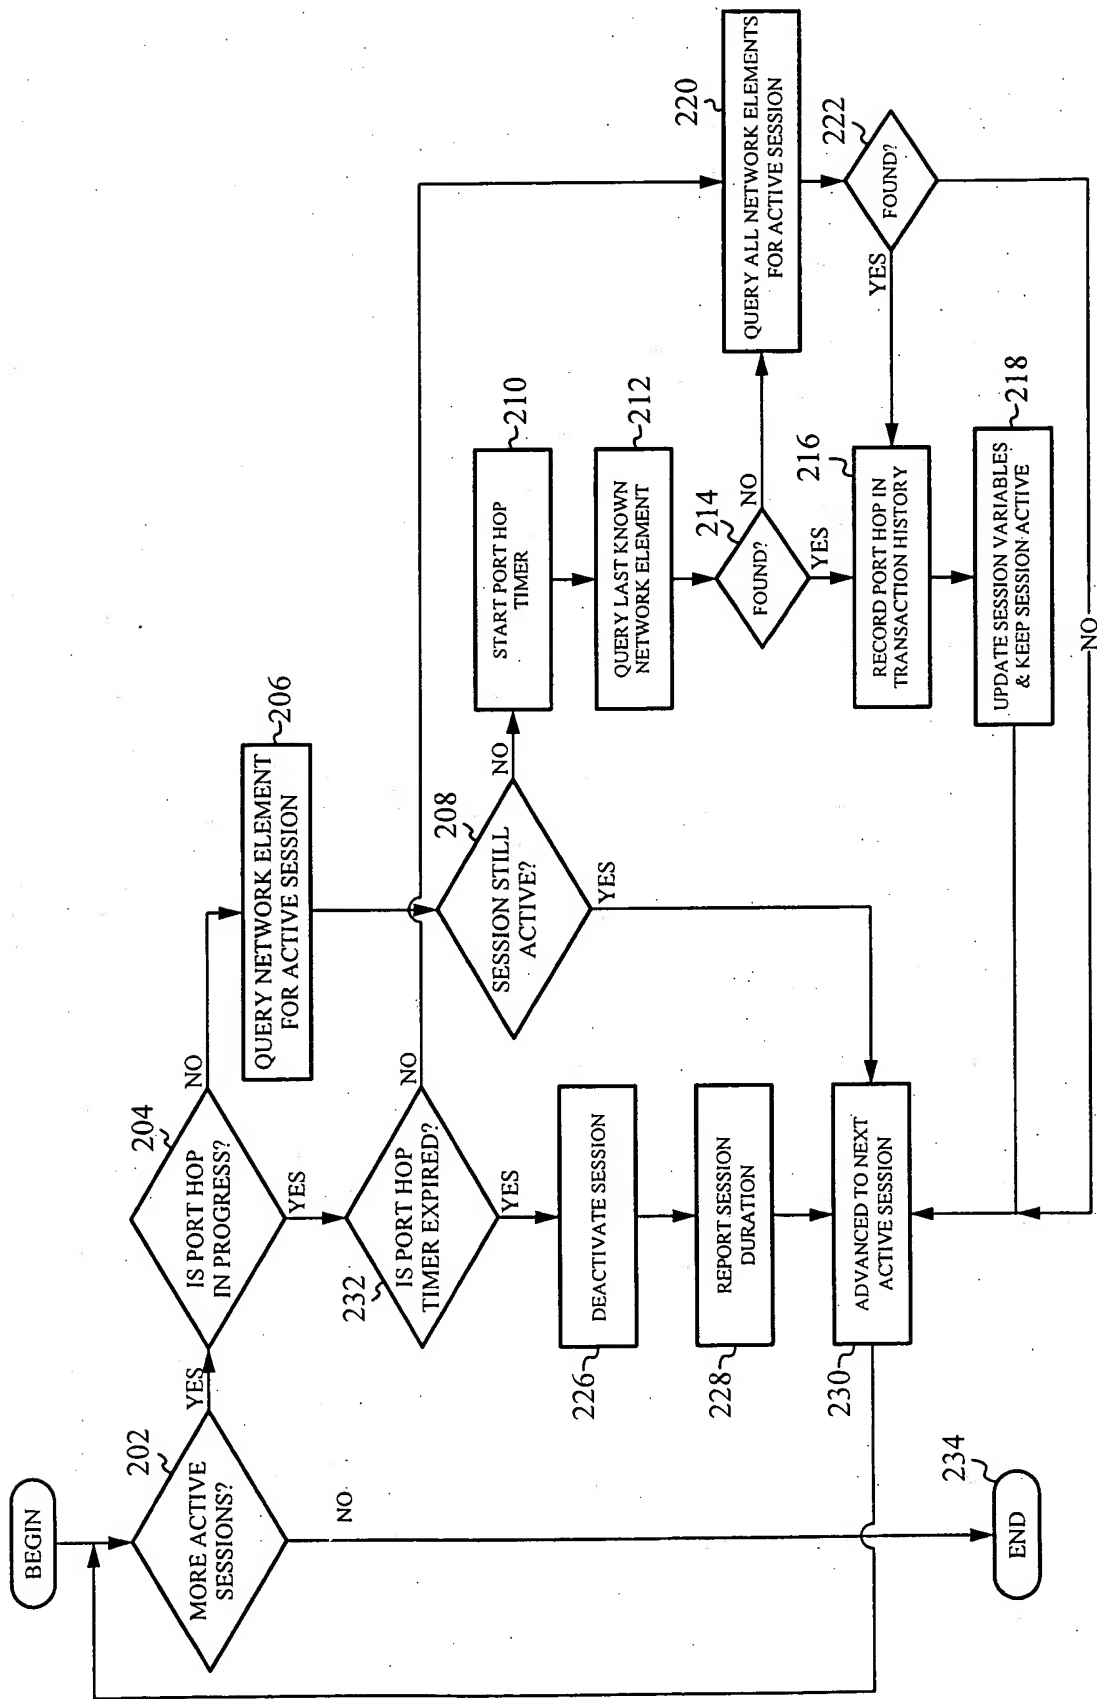 BEGIN
202
MORE ACTIVE
SESSIONS?
YES
NO
204
IS PORT HOP
IN PROGRESS?
NO
YES
QUERY NETWORK ELEMENT
FOR ACTIVE SESSION
206
232
IS PORT HOP
TIMER EXPIRED?
NO
YES
208
SESSION STILL
ACTIVE?
NO
YES
START PORT HOP
TIMER
210
QUERY LAST KNOWN
NETWORK ELEMENT
212
214
FOUND?
NO
YES
220
QUERY ALL NETWORK ELEMENTS
FOR ACTIVE SESSION
222
FOUND?
YES
NO
216
RECORD PORT HOP IN
TRANSACTION HISTORY
UPDATE SESSION VARIABLES
& KEEP SESSION ACTIVE
218
DEACTIVATE SESSION
226
REPORT SESSION
DURATION
228
ADVANCED TO NEXT
ACTIVE SESSION
230
234
END